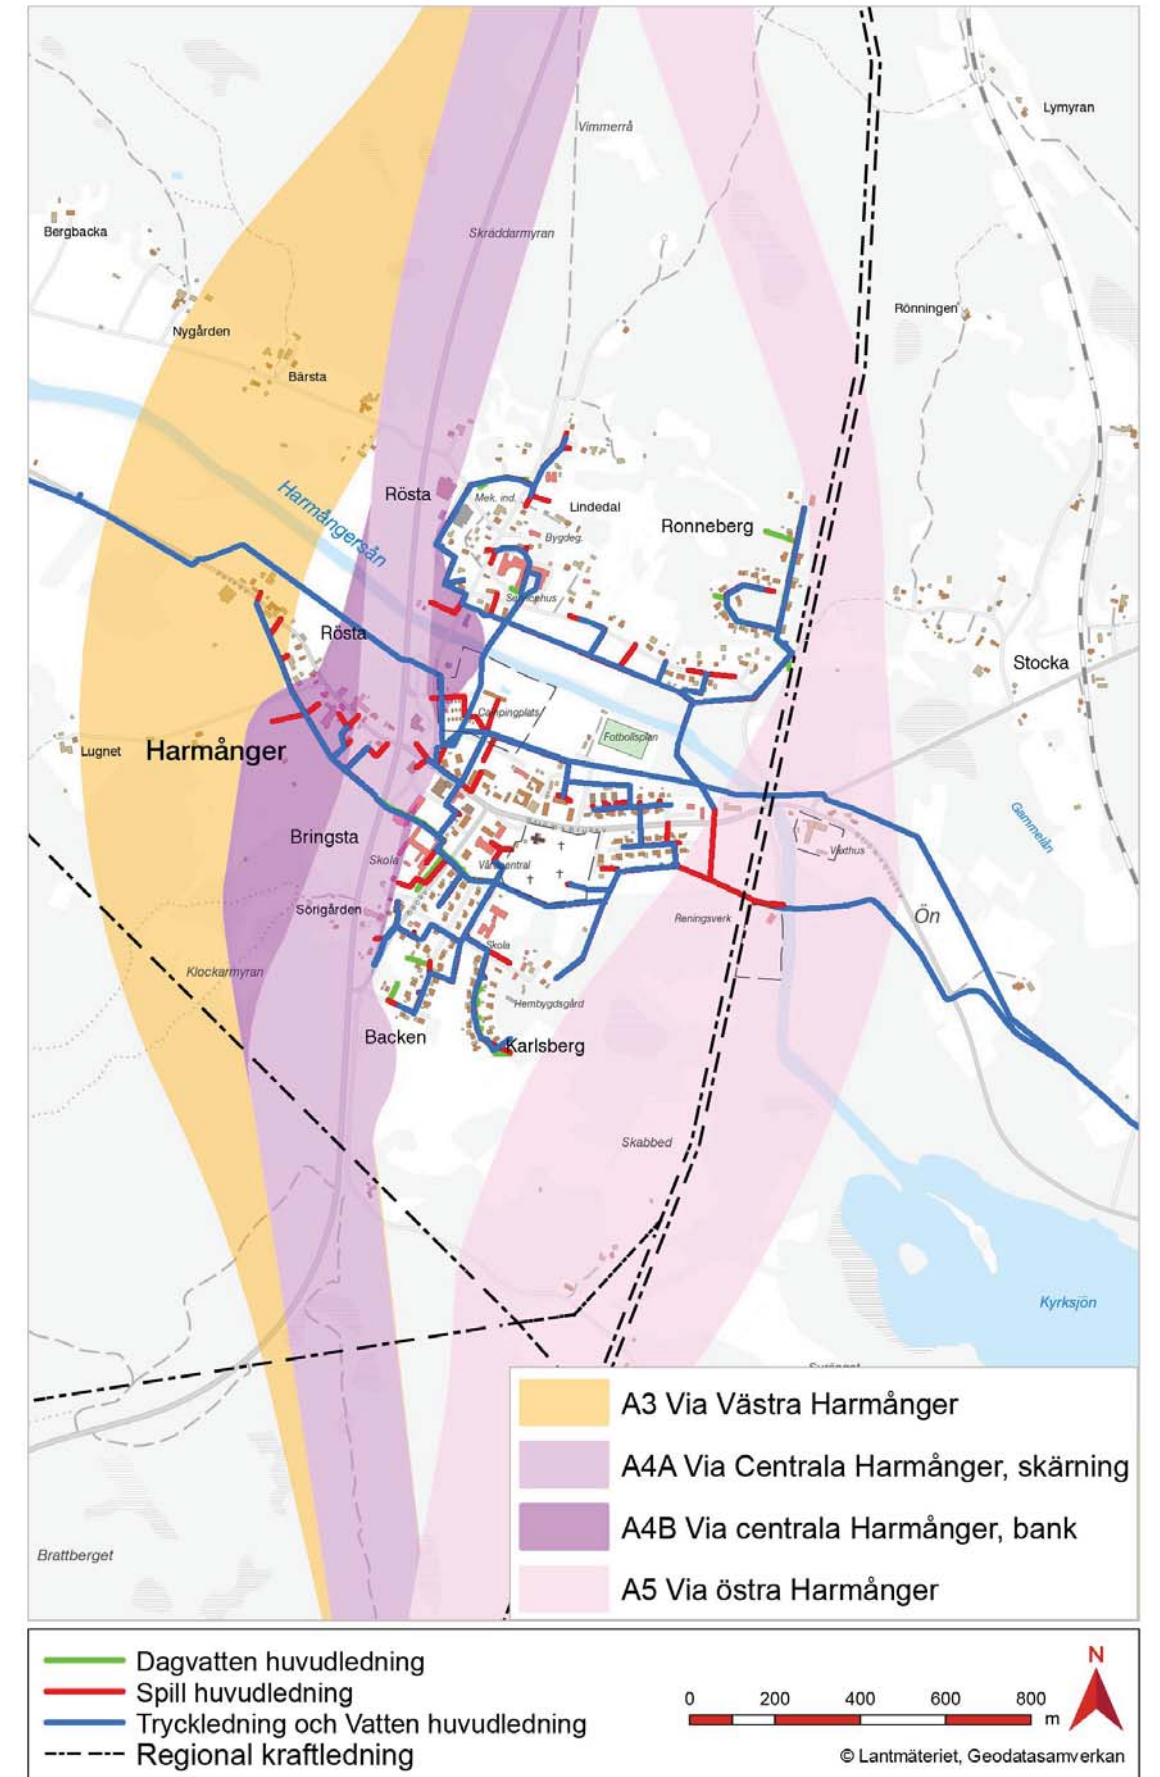 Lymyran
Vimmerrå
Bergbacka
Skräddarmyran
Rönningen
Nygården
Bärsta
Harmångersån
Rösta
Mek. ind.
Lindedal
Ronneberg
Bygdeg.
Servicehus
Rösta
Stocka
Campingplats
Fotbollsplan
Lugnet
Harmånger
Gammelån
Bringsta
Växthus
Skola
Vårdcentral
Sörigården
Reningsverk
Ön
Skola
Klockarmyran
Hembygdsgård
Backen
Karlsberg
Skabbed
Kyrksjön
Brattberget
A3 Via Västra Harmånger
A4A Via Centrala Harmånger, skärning
A4B Via centrala Harmånger, bank
A5 Via östra Harmånger
Dagvatten huvudledning
Spill huvudledning
Tryckledning och Vatten huvudledning
Regional kraftledning
N
0 200 400 600 800
m
© Lantmäteriet, Geodatasamverkan